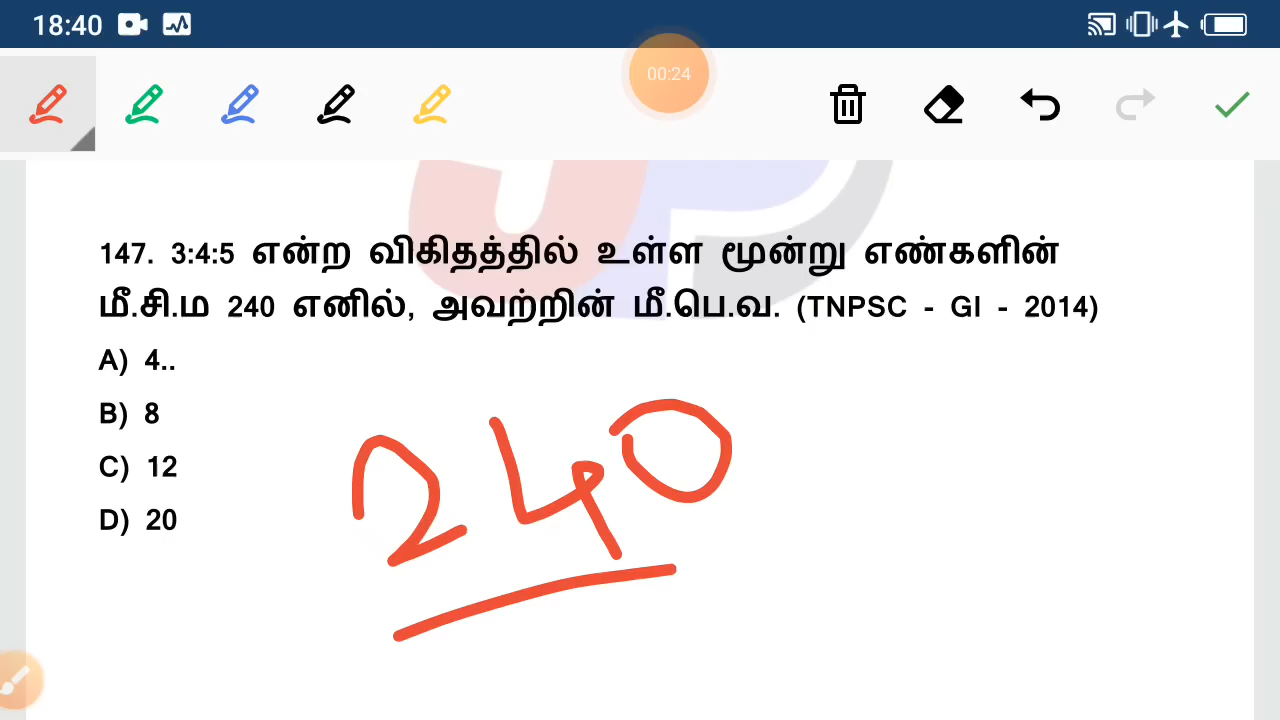 18:40
00:24
147. 3:4:5 என்ற விகிதத்தில் உள்ள மூன்று எண்களின்
மீ.சி.ம 240 எனில், அவற்றின் மீ.பெ.வ. (TNPSC - GI - 2014)
A) 4..
B) 8
C) 12
D) 20
240